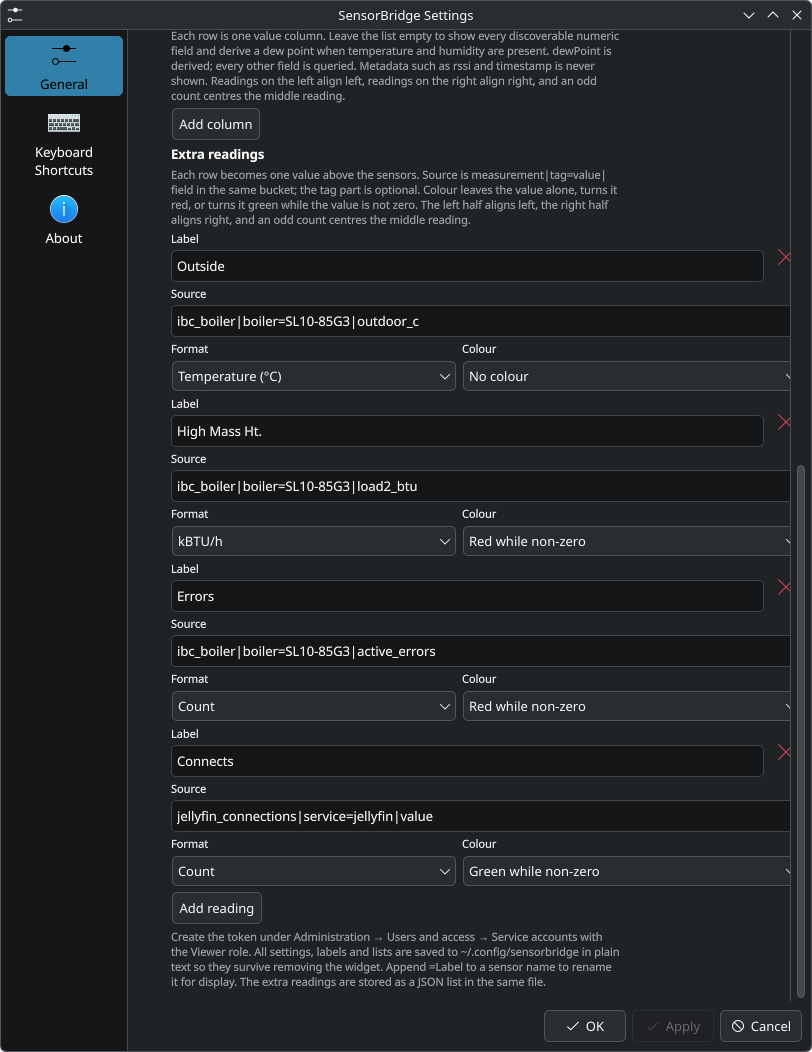 SensorBridge Settings
General
Keyboard
Shortcuts
About
Each row is one value column. Leave the list empty to show every discoverable numeric
field and derive a dew point when temperature and humidity are present. dewPoint is
derived; every other field is queried. Metadata such as rssi and timestamp is never
shown. Readings on the left align left, readings on the right align right, and an odd
count centres the middle reading.
Add column
Extra readings
Each row becomes one value above the sensors. Source is measurement|tag=value|
field in the same bucket; the tag part is optional. Colour leaves the value alone, turns it
red, or turns it green while the value is not zero. The left half aligns left, the right half
aligns right, and an odd count centres the middle reading.
Label
Outside
Source
ibc_boiler|boiler=SL10-85G3|outdoor_c
Format Colour
Temperature (°C) No colour
Label
High Mass Ht.
Source
ibc_boiler|boiler=SL10-85G3|load2_btu
Format Colour
kBTU/h Red while non-zero
Label
Errors
Source
ibc_boiler|boiler=SL10-85G3|active_errors
Format Colour
Count Red while non-zero
Label
Connects
Source
jellyfin_connections|service=jellyfin|value
Format Colour
Count Green while non-zero
Add reading
Create the token under Administration → Users and access → Service accounts with
the Viewer role. All settings, labels and lists are saved to ~/.config/sensorbridge in plain
text so they survive removing the widget. Append =Label to a sensor name to rename
it for display. The extra readings are stored as a JSON list in the same file.
OK Apply Cancel